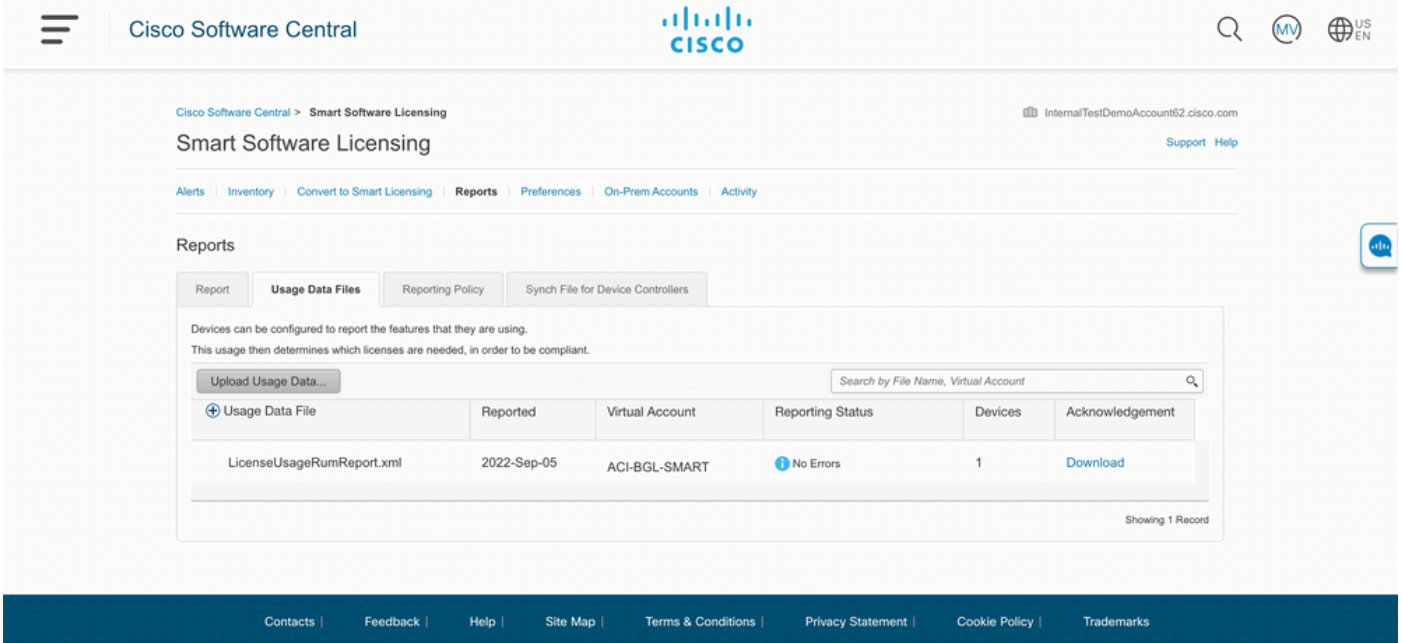 Cisco Software Central
CISCO
MV
US
EN
Cisco Software Central > Smart Software Licensing
InternalTestDemoAccount62.cisco.com
Smart Software Licensing
Support Help
Alerts | Inventory | Convert to Smart Licensing | Reports | Preferences | On-Prem Accounts | Activity
Reports
Report Usage Data Files Reporting Policy Synch File for Device Controllers
Devices can be configured to report the features that they are using.
This usage then determines which licenses are needed, in order to be compliant.
Upload Usage Data... Search by File Name, Virtual Account
Usage Data File Reported Virtual Account Reporting Status Devices Acknowledgement
LicenseUsageRumReport.xml 2022-Sep-05 ACI-BGL-SMART No Errors 1 Download
Showing 1 Record
Contacts | Feedback | Help | Site Map | Terms & Conditions | Privacy Statement | Cookie Policy | Trademarks